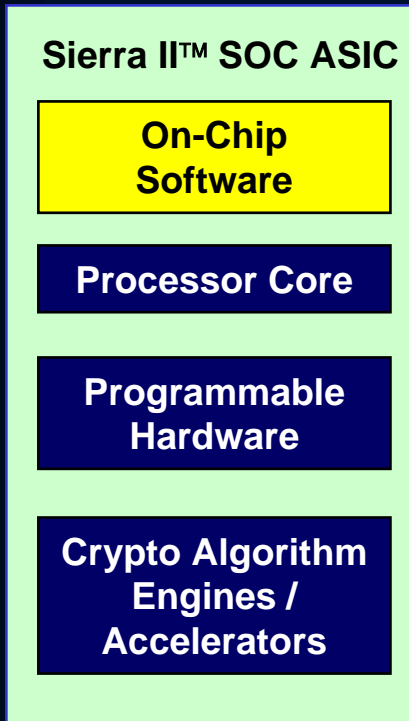 Sierra II™ SOC ASIC
On-Chip
Software
Processor Core
Programmable
Hardware
Crypto Algorithm
Engines /
Accelerators